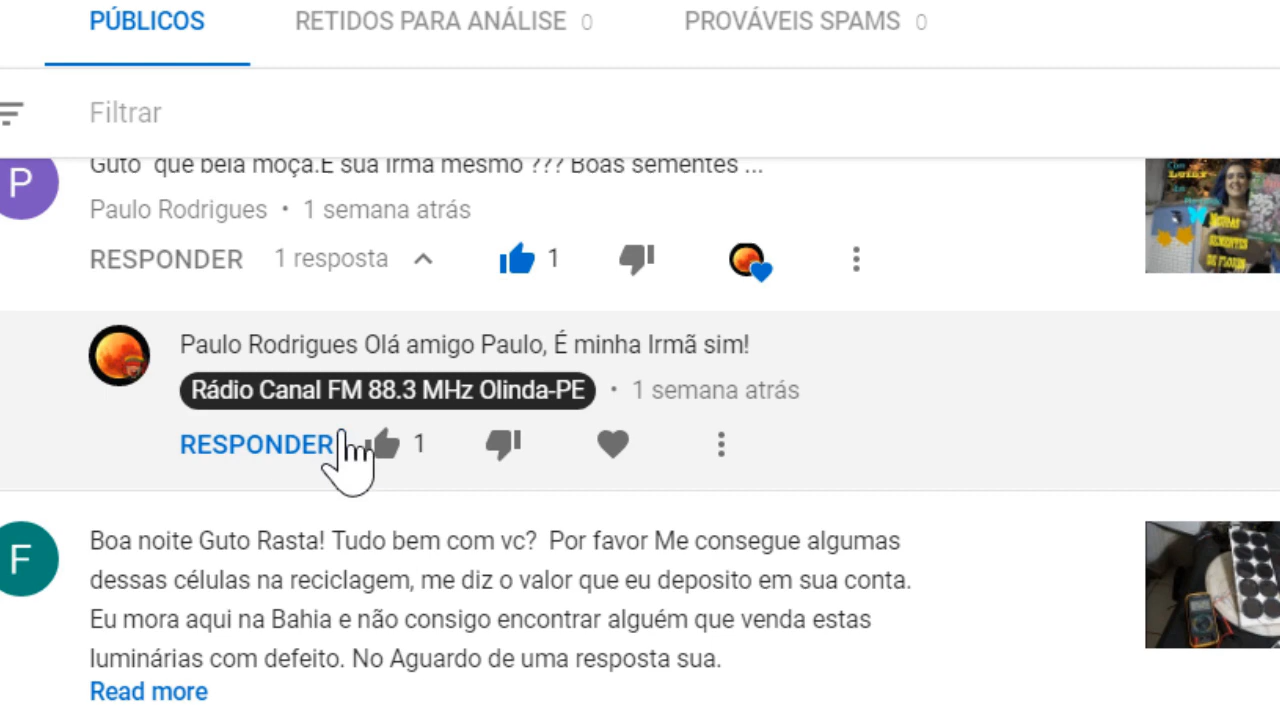 PÚBLICOS RETIDOS PARA ANÁLISE 0 PROVÁVEIS SPAMS 0
Filtrar
P
Guto que bela moça.E sua Irmã mesmo ??? Boas sementes ...
Paulo Rodrigues • 1 semana atrás
RESPONDER 1 resposta 1
Paulo Rodrigues Olá amigo Paulo, É minha Irmã sim!
Rádio Canal FM 88.3 MHz Olinda-PE • 1 semana atrás
RESPONDER 1
F
Boa noite Guto Rasta! Tudo bem com vc? Por favor Me consegue algumas
dessas células na reciclagem, me diz o valor que eu deposito em sua conta.
Eu mora aqui na Bahia e não consigo encontrar alguém que venda estas
luminárias com defeito. No Aguardo de uma resposta sua.
Read more